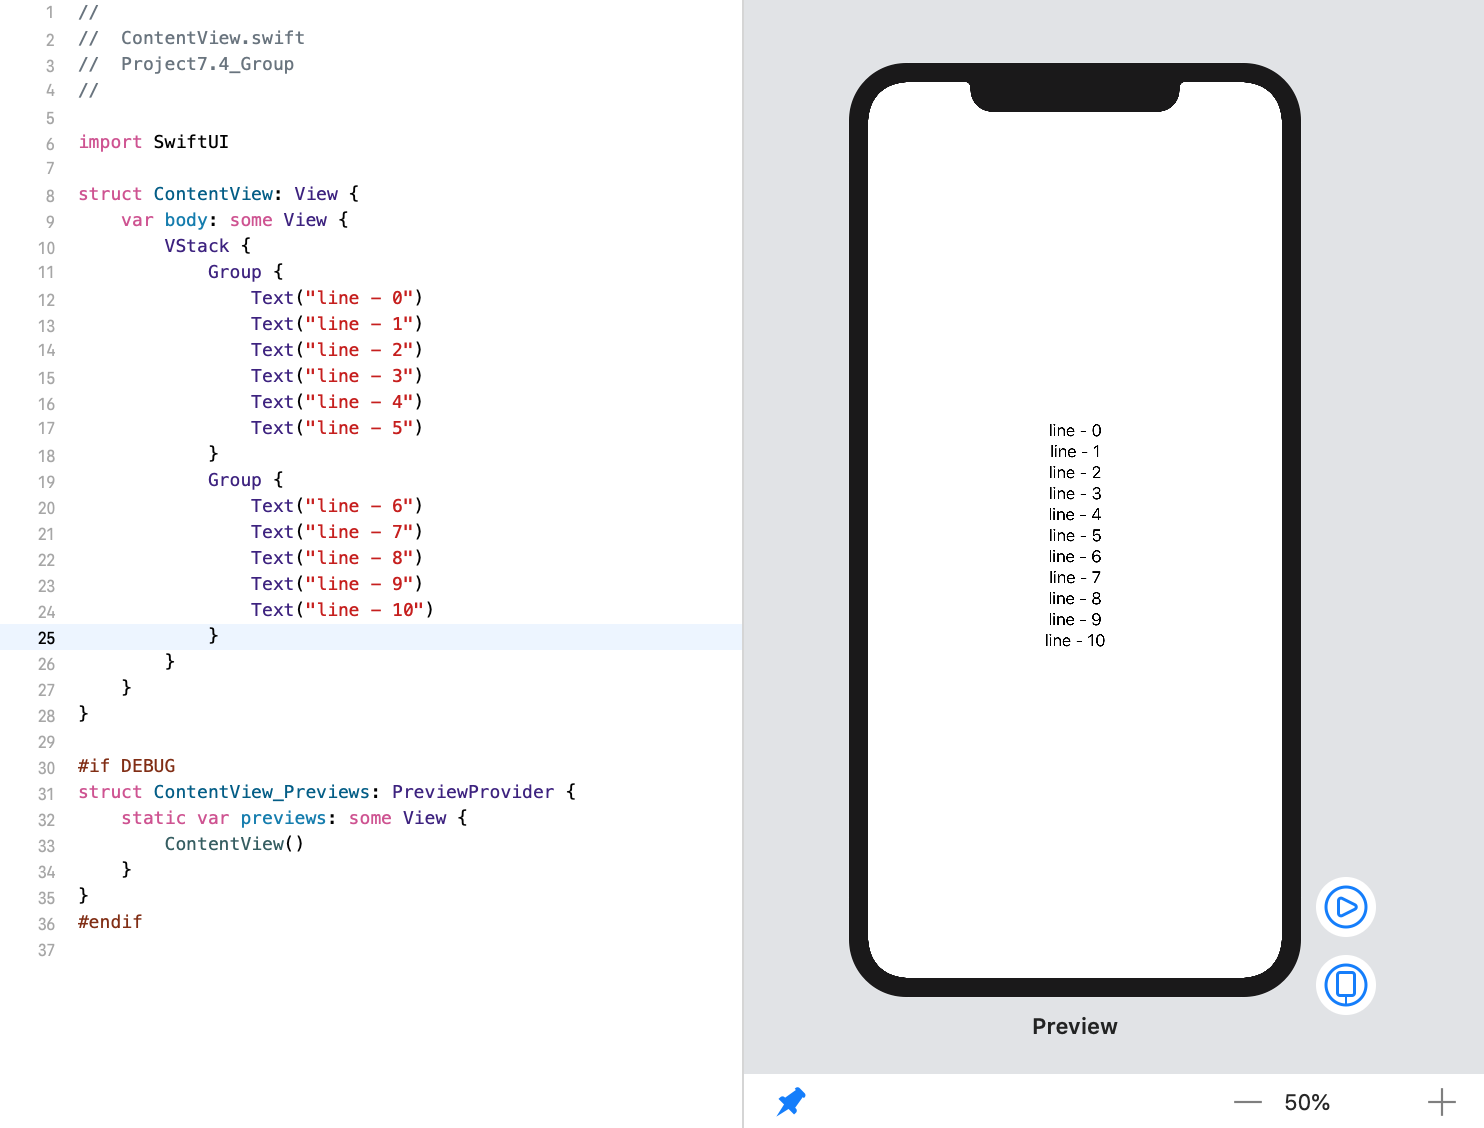 1 //
2 //  ContentView.swift
3 //  Project7.4_Group
4 //
5
6 import SwiftUI
7
8 struct ContentView: View {
9     var body: some View {
10         VStack {
11             Group {
12                 Text("line - 0")
13                 Text("line - 1")
14                 Text("line - 2")
15                 Text("line - 3")
16                 Text("line - 4")
17                 Text("line - 5")
18             }
19             Group {
20                 Text("line - 6")
21                 Text("line - 7")
22                 Text("line - 8")
23                 Text("line - 9")
24                 Text("line - 10")
25             }
26         }
27     }
28 }
29
30 #if DEBUG
31 struct ContentView_Previews: PreviewProvider {
32     static var previews: some View {
33         ContentView()
34     }
35 }
36 #endif
37
line - 0
line - 1
line - 2
line - 3
line - 4
line - 5
line - 6
line - 7
line - 8
line - 9
line - 10
Preview
50%